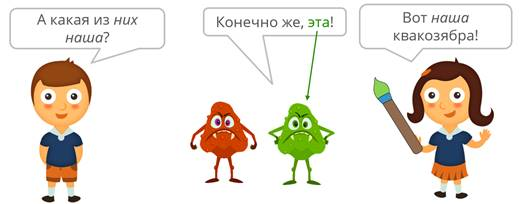 А какая из них
наша?
Конечно же, эта!
Вот наша
квакозябра!